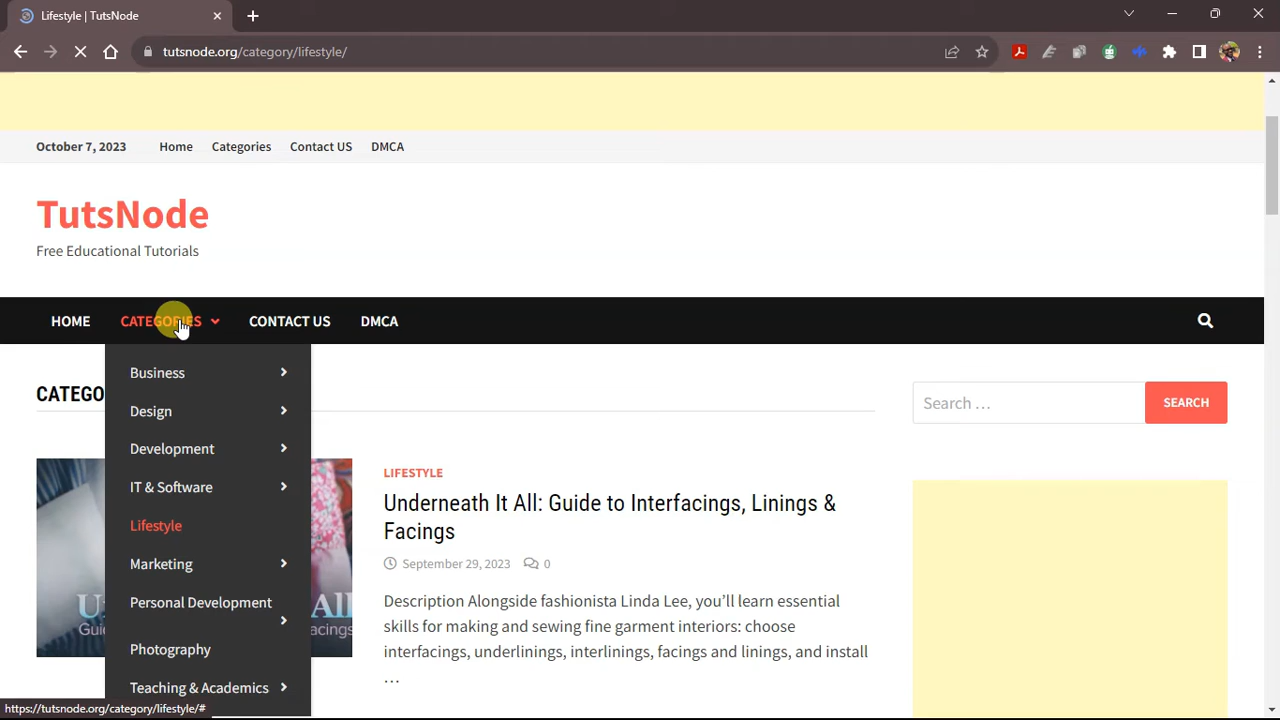 Lifestyle | TutsNode
tutsnode.org/category/lifestyle/
October 7, 2023 Home Categories Contact US DMCA
TutsNode
Free Educational Tutorials
HOME CATEGORIES CONTACT US DMCA
Business
Design
Development
IT & Software
Lifestyle
Marketing
Personal Development
Photography
Teaching & Academics
CATEGO
Search …
SEARCH
LIFESTYLE
Underneath It All: Guide to Interfacings, Linings &
Facings
September 29, 2023 0
Description Alongside fashionista Linda Lee, you’ll learn essential
skills for making and sewing fine garment interiors: choose
interfacings, underlinings, interlinings, facings and linings, and install
…
https://tutsnode.org/category/lifestyle/#